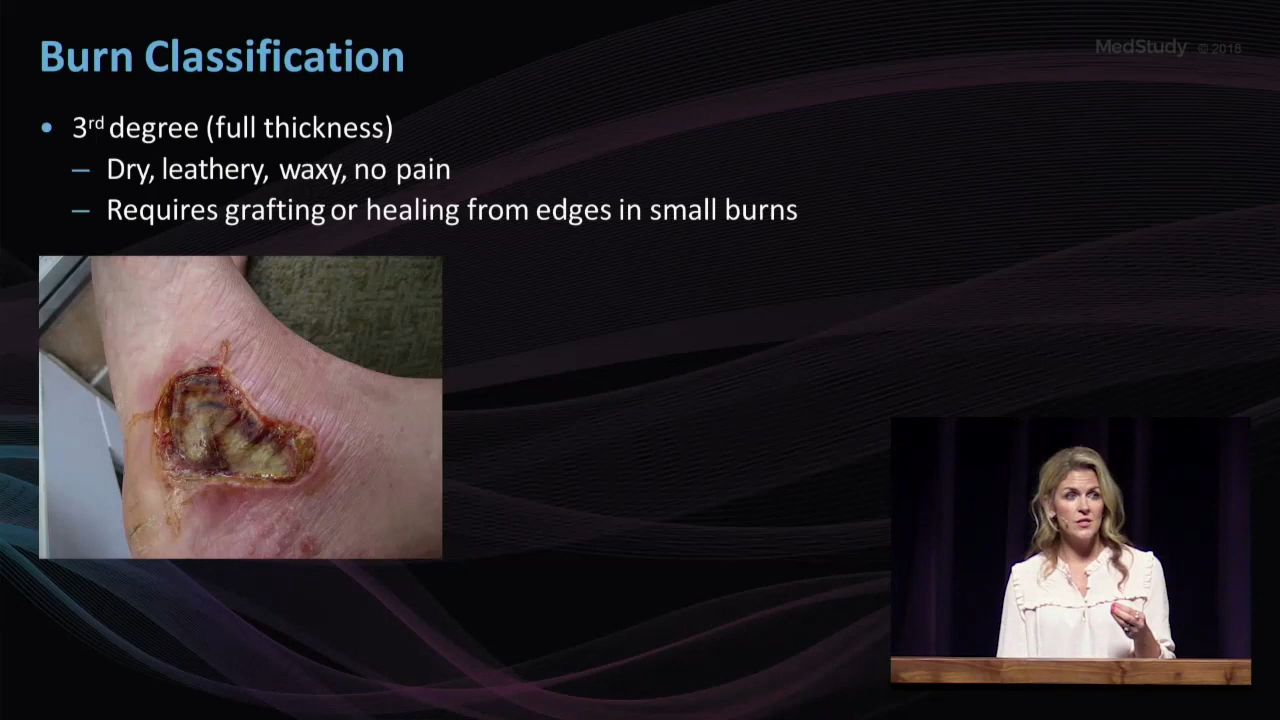 Burn Classification
MedStudy © 2018
• 3rd degree (full thickness)
– Dry, leathery, waxy, no pain
– Requires grafting or healing from edges in small burns